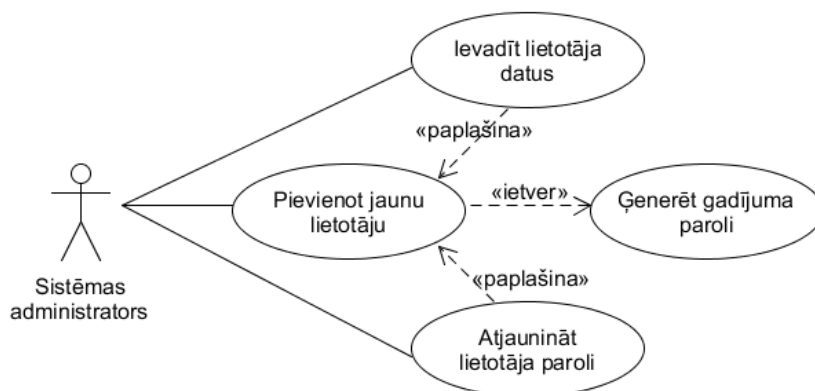 Ievadīt lietotāja
datus
«paplašina»
Pievienot jaunu
lietotāju
«ietver»
Ģenerēt gadījuma
paroli
Sistēmas
administrators
«paplašina»
Atjaunināt
lietotāja paroli